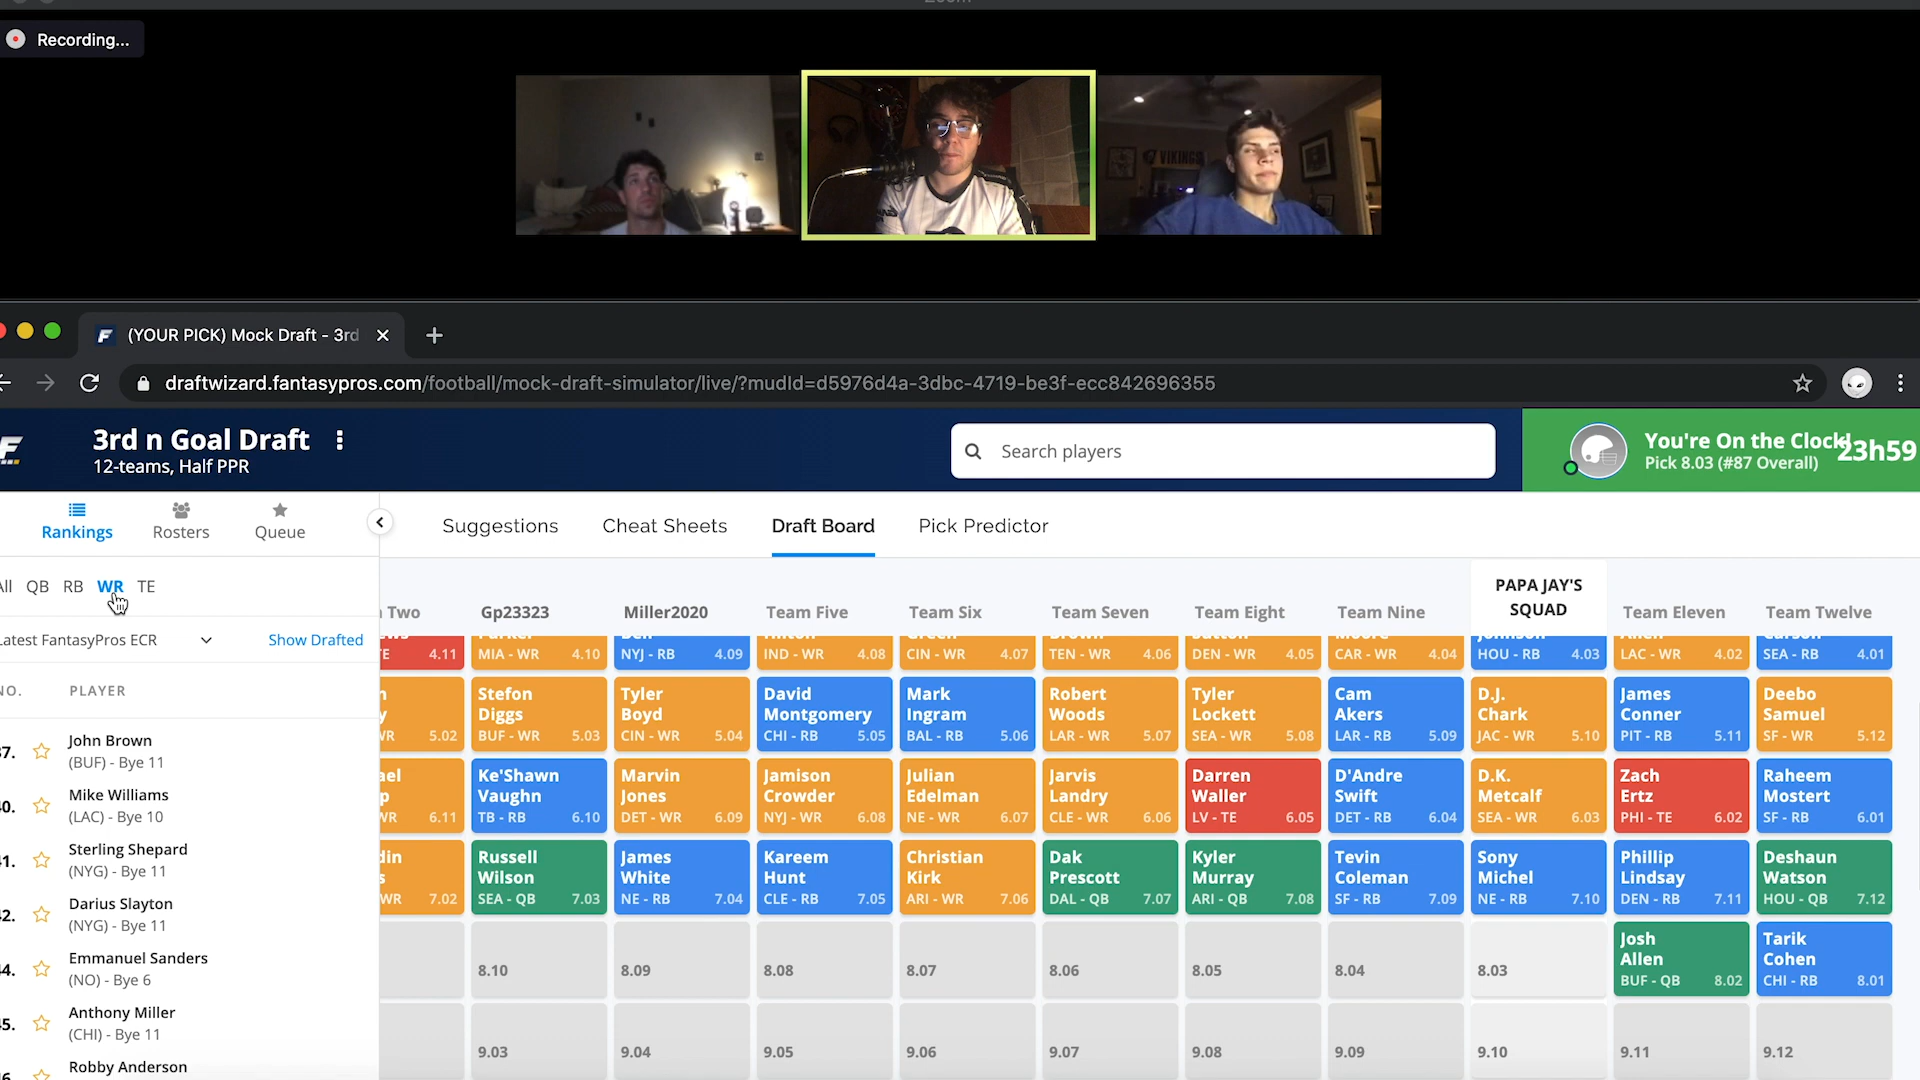 Recording...
VIKINGS
(YOUR PICK) Mock Draft - 3rd
draftwizard.fantasypros.com/football/mock-draft-simulator/live/?mudId=d5976d4a-3dbc-4719-be3f-ecc842696355
3rd n Goal Draft
12-teams, Half PPR
Search players
You're On the Clock!
Pick 8.03 (#87 Overall)
23h59
Rankings
Rosters
Queue
Suggestions
Cheat Sheets
Draft Board
Pick Predictor
QB RB WR TE
Latest FantasyPros ECR
Show Drafted
PLAYER
John Brown
(BUF) - Bye 11
Mike Williams
(LAC) - Bye 10
Sterling Shepard
(NYG) - Bye 11
Darius Slayton
(NYG) - Bye 11
Emmanuel Sanders
(NO) - Bye 6
Anthony Miller
(CHI) - Bye 11
Robby Anderson
Two
Gp23323
Miller2020
Team Five
Team Six
Team Seven
Team Eight
Team Nine
PAPA JAY'S
SQUAD
Team Eleven
Team Twelve
4.11
MIA - WR 4.10
NYJ - RB 4.09
IND - WR 4.08
CIN - WR 4.07
TEN - WR 4.06
DEN - WR 4.05
CAR - WR 4.04
HOU - RB 4.03
LAC - WR 4.02
SEA - RB 4.01
5.02
Stefon
Diggs
BUF - WR 5.03
Tyler
Boyd
CIN - WR 5.04
David
Montgomery
CHI - RB 5.05
Mark
Ingram
BAL - RB 5.06
Robert
Woods
LAR - WR 5.07
Tyler
Lockett
SEA - WR 5.08
Cam
Akers
LAR - RB 5.09
D.J.
Chark
JAC - WR 5.10
James
Conner
PIT - RB 5.11
Deebo
Samuel
SF - WR 5.12
6.11
Ke'Shawn
Vaughn
TB - RB 6.10
Marvin
Jones
DET - WR 6.09
Jamison
Crowder
NYJ - WR 6.08
Julian
Edelman
NE - WR 6.07
Jarvis
Landry
CLE - WR 6.06
Darren
Waller
LV - TE 6.05
D'Andre
Swift
DET - RB 6.04
D.K.
Metcalf
SEA - WR 6.03
Zach
Ertz
PHI - TE 6.02
Raheem
Mostert
SF - RB 6.01
WR 7.02
Russell
Wilson
SEA - QB 7.03
James
White
NE - RB 7.04
Kareem
Hunt
CLE - RB 7.05
Christian
Kirk
ARI - WR 7.06
Dak
Prescott
DAL - QB 7.07
Kyler
Murray
ARI - QB 7.08
Tevin
Coleman
SF - RB 7.09
Sony
Michel
NE - RB 7.10
Phillip
Lindsay
DEN - RB 7.11
Deshaun
Watson
HOU - QB 7.12
8.10
8.09
8.08
8.07
8.06
8.05
8.04
8.03
Josh
Allen
BUF - QB 8.02
Tarik
Cohen
CHI - RB 8.01
9.03
9.04
9.05
9.06
9.07
9.08
9.09
9.10
9.11
9.12